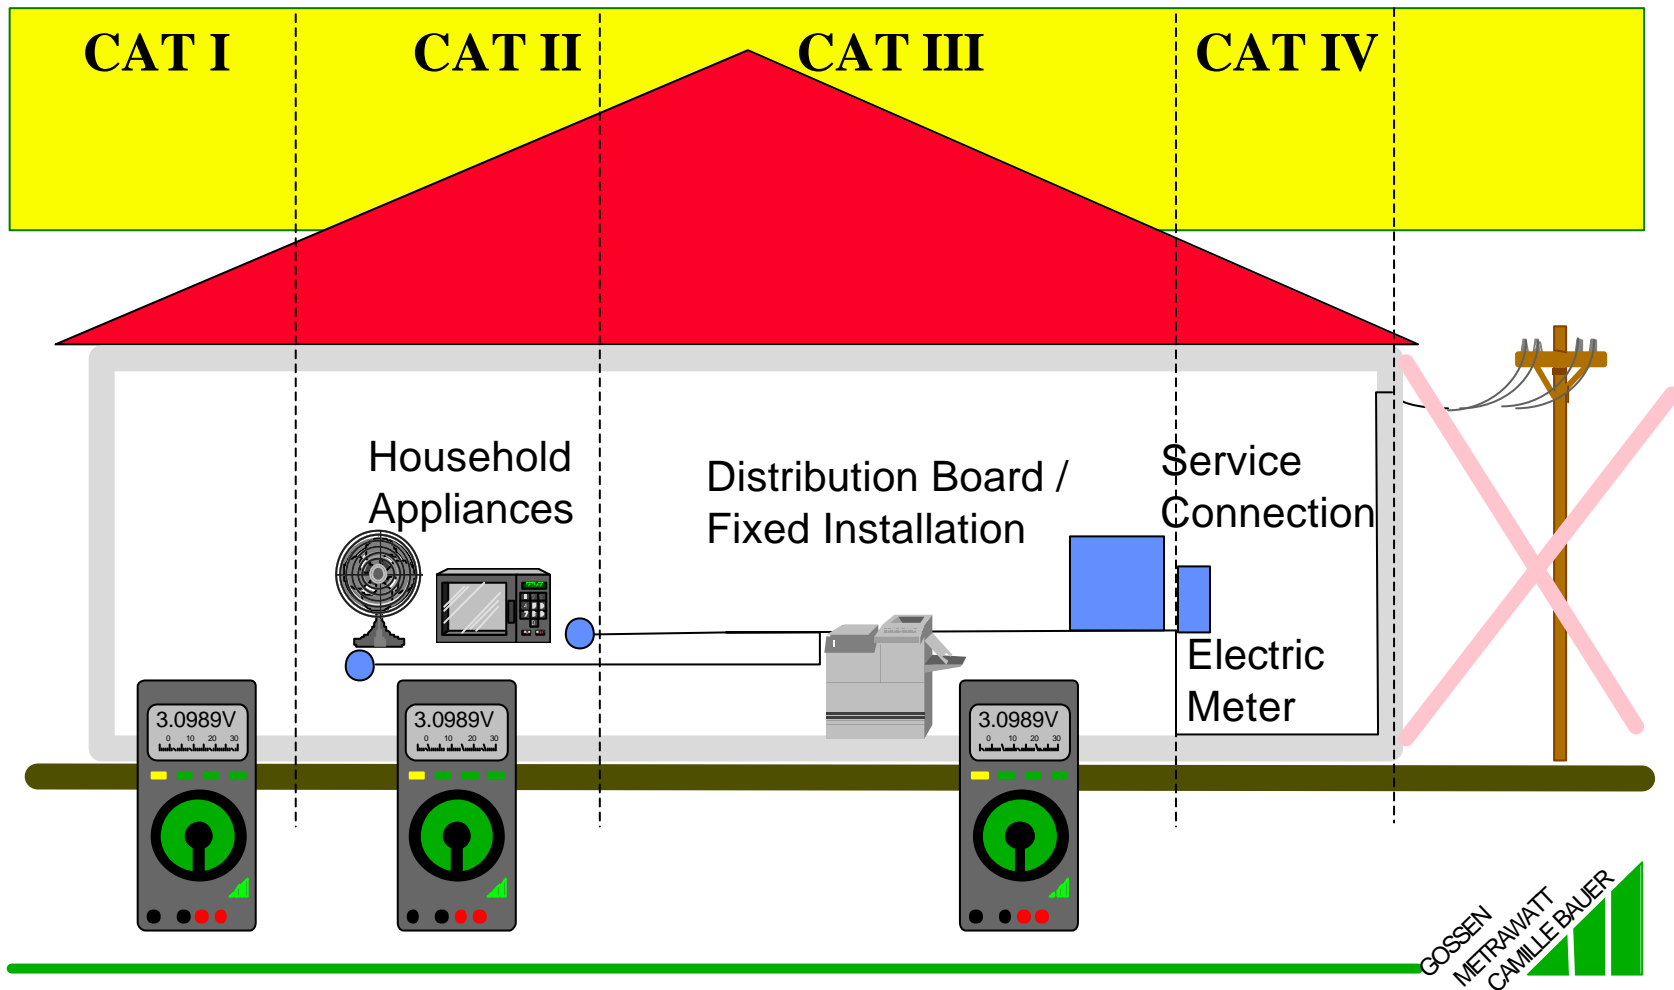 CAT I
CAT II
CAT III
CAT IV
Household
Appliances
Distribution Board /
Fixed Installation
Service
Connection
Electric
Meter
3.0989V
0 10 20 30
3.0989V
0 10 20 30
3.0989V
0 10 20 30
GOSSEN
METRAWATT
CAMILLE BAUER